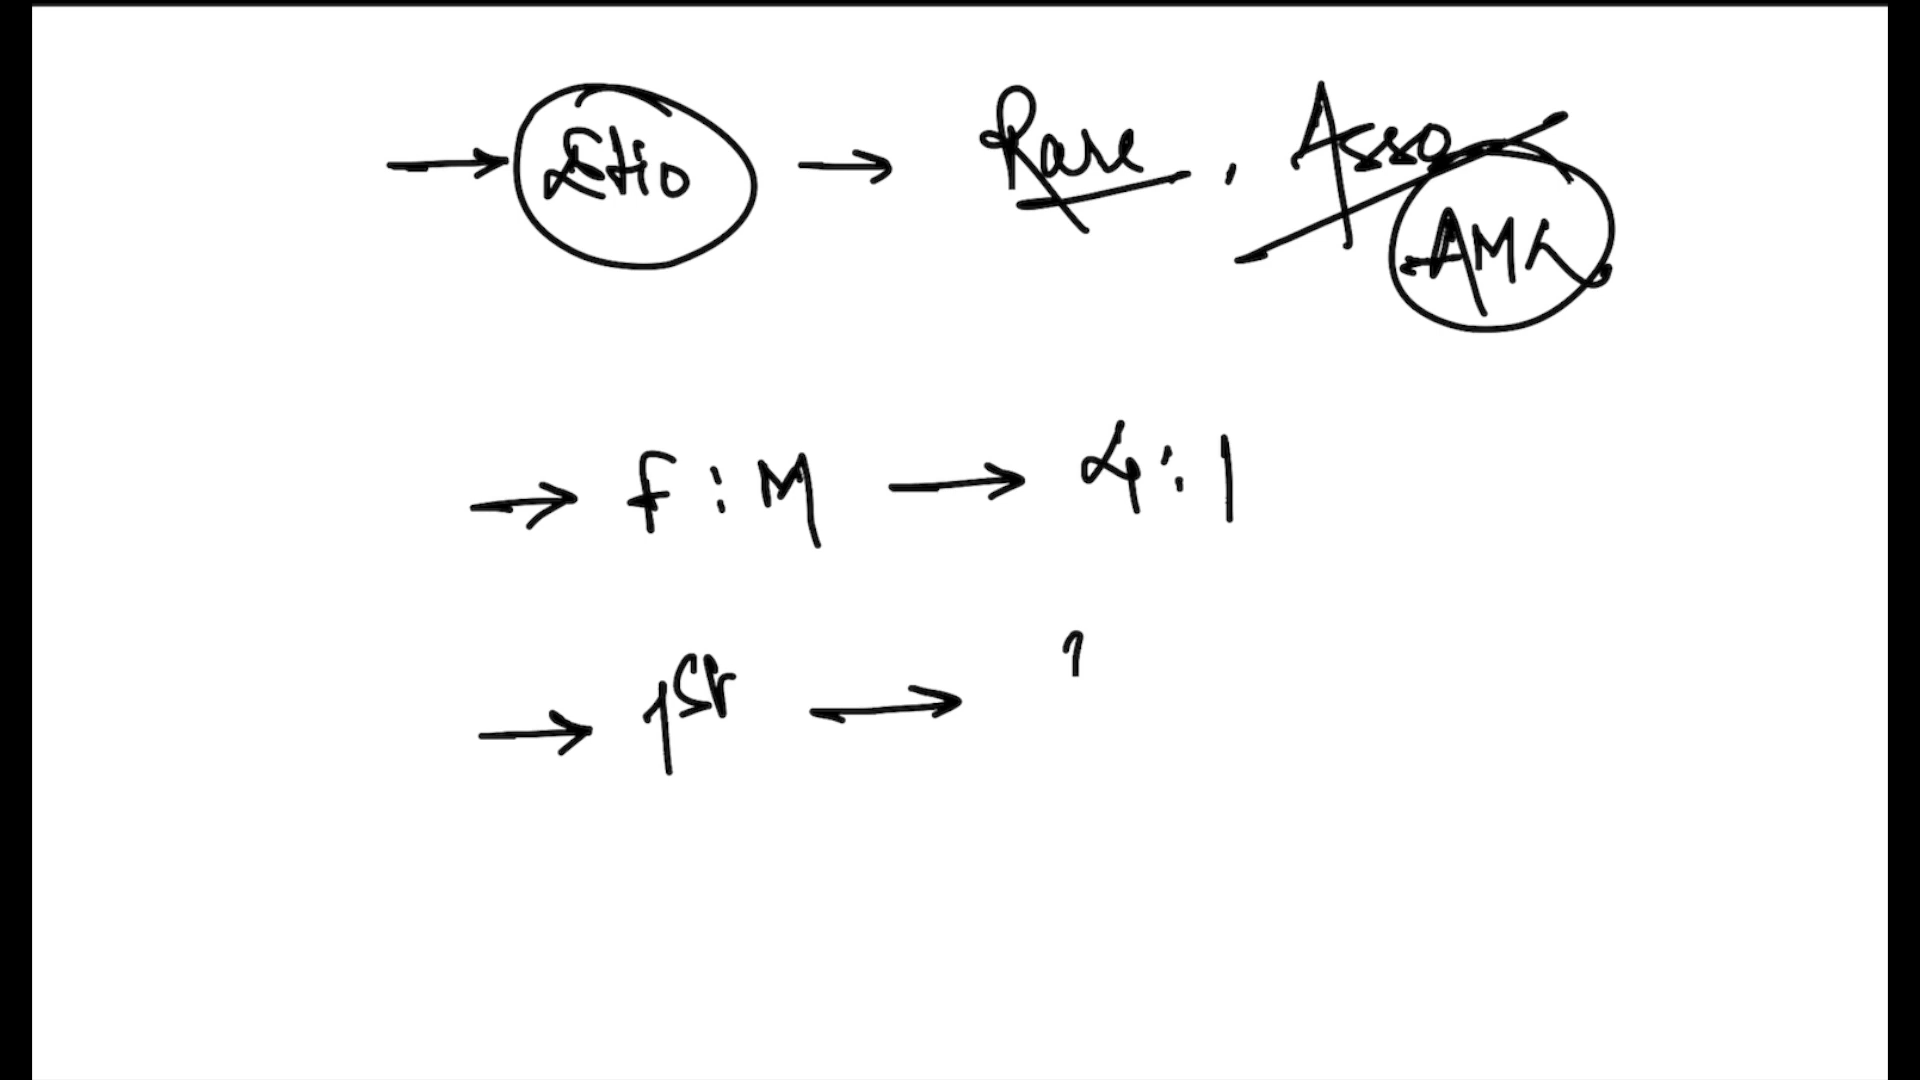 → Etio → Rare, Asso
AMA
→ F : M → 4 : 1
→ 1st →